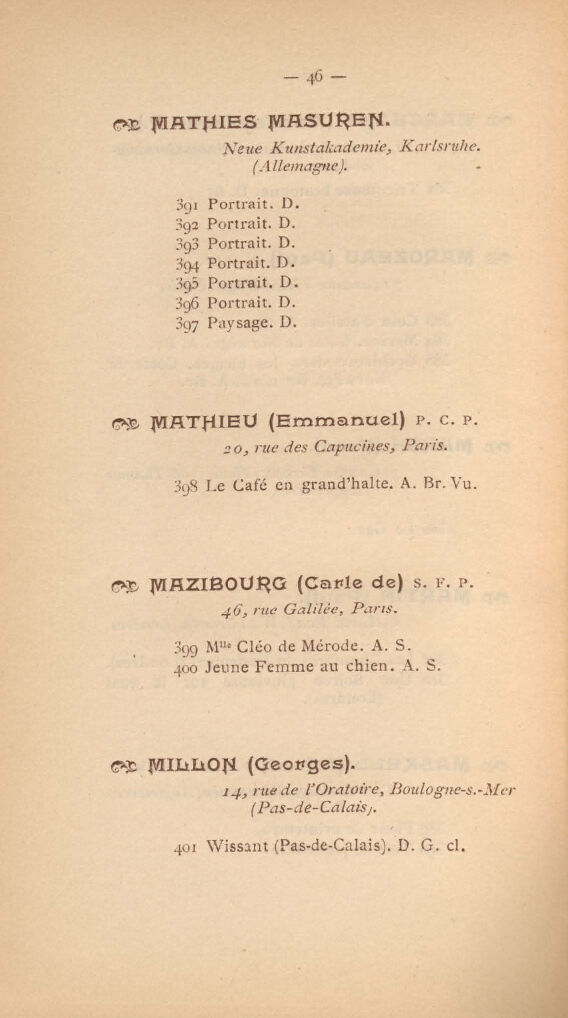 — 46 —
MATHIES MASUREN.
Neue Kunstakademie, Karlsruhe.
(Allemagne).
391 Portrait. D.
392 Portrait. D.
393 Portrait. D.
394 Portrait. D.
395 Portrait. D.
396 Portrait. D.
397 Paysage. D.
MATHIEU (Emmanuel) P. C. P.
20, rue des Capucines, Paris.
398 Le Café en grand'halte. A. Br. Vu.
MAZIBOURG (Carle de) S. F. P.
46, rue Galilée, Paris.
399 Mlle Cléo de Mérode. A. S.
400 Jeune Femme au chien. A. S.
MILLON (Georges).
14, rue de l'Oratoire, Boulogne-s.-Mer
(Pas-de-Calais).
401 Wissant (Pas-de-Calais). D. G. cl.